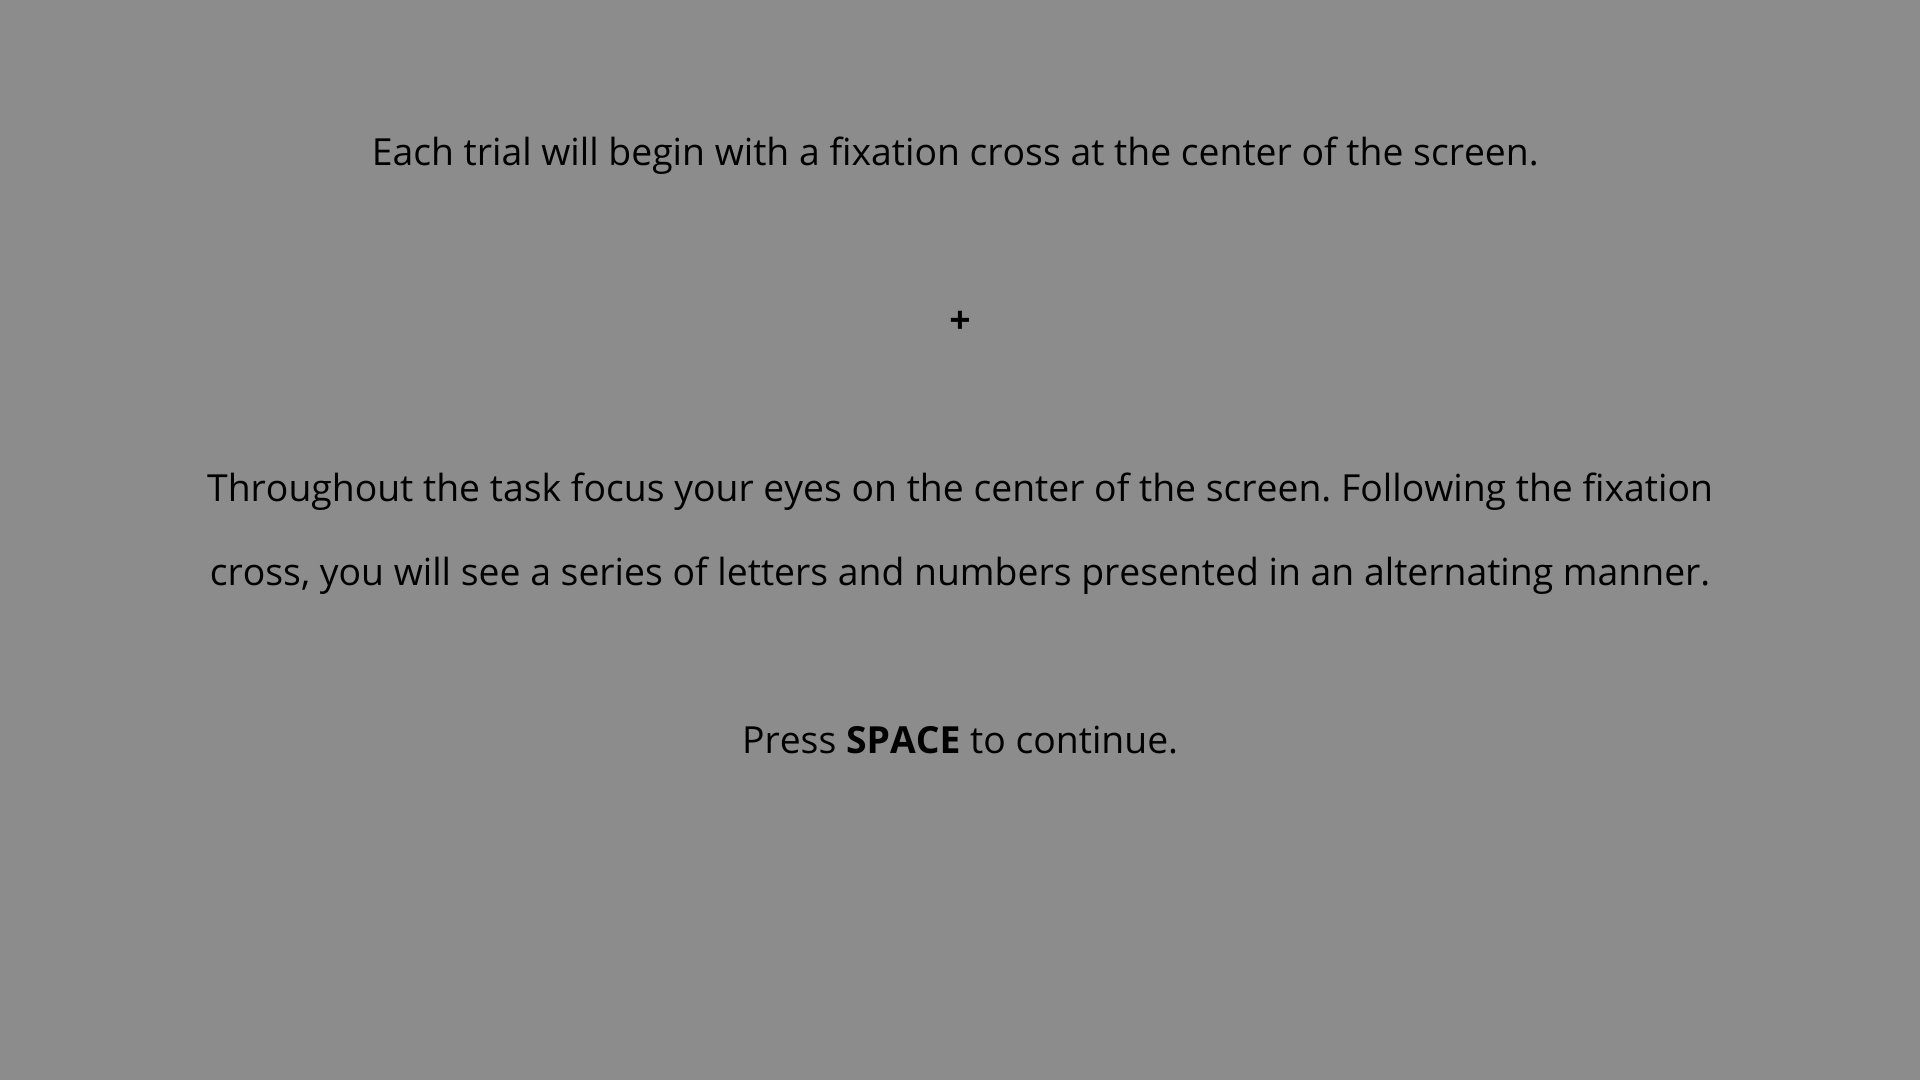 Each trial will begin with a fixation cross at the center of the screen.
+
Throughout the task focus your eyes on the center of the screen. Following the fixation
cross, you will see a series of letters and numbers presented in an alternating manner.
Press SPACE to continue.